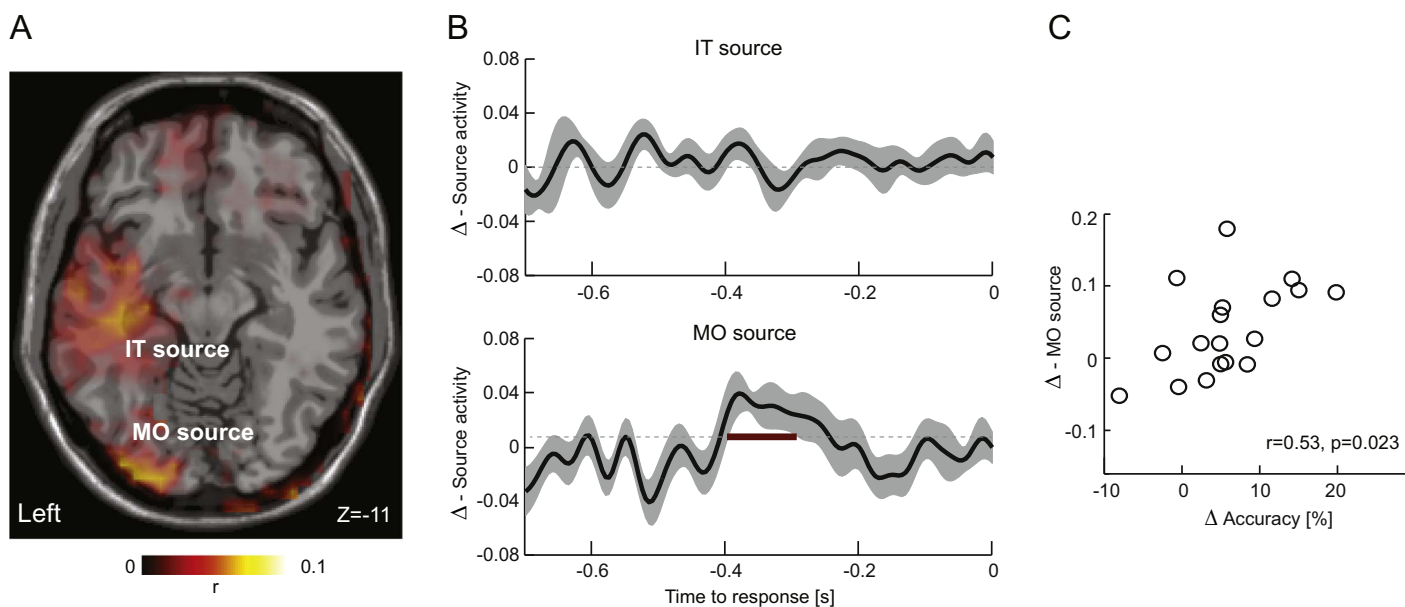 A
IT source
MO source
Left
Z=-11
0
0.1
r
B
IT source
0.08
0.04
0
-0.04
-0.08
Δ - Source activity
-0.6
-0.4
-0.2
0
MO source
0.08
0.04
0
-0.04
-0.08
Δ - Source activity
-0.6
-0.4
-0.2
0
Time to response [s]
C
0.2
0.1
0
-0.1
Δ - MO source
r=0.53, p=0.023
-10
0
10
20
Δ Accuracy [%]